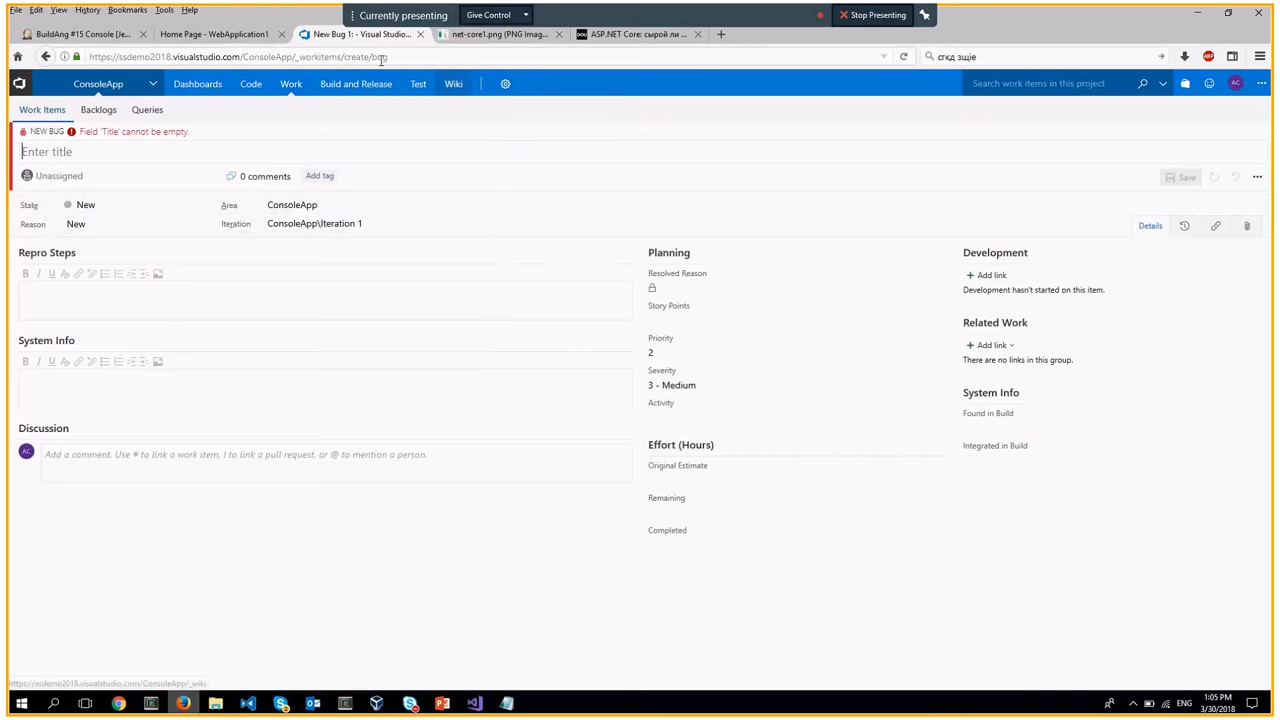 File Edit View History Bookmarks Tools Help
Currently presenting Give Control Stop Presenting
BuildAng #15 Console [Je... Home Page - WebApplication1 New Bug 1: - Visual Studio... net-core1.png (PNG Imag... DOU ASP.NET Core: сырой ли ...
https://ssdemo2018.visualstudio.com/ConsoleApp/_workitems/create/bug сгкд зщіе
ConsoleApp Dashboards Code Work Build and Release Test Wiki Search work items in this project AC
Work Items Backlogs Queries
NEW BUG Field 'Title' cannot be empty.
Enter title
Unassigned 0 comments Add tag Save
State New Area ConsoleApp
Reason New Iteration ConsoleApp\Iteration 1 Details
Repro Steps Planning Development
Resolved Reason Add link
Development hasn't started on this item.
Story Points
Related Work
System Info Priority Add link
2 There are no links in this group.
Severity
3 - Medium System Info
Activity Found in Build
Discussion
Effort (Hours) Integrated in Build
AC Add a comment. Use # to link a work item, ! to link a pull request, or @ to mention a person.
Original Estimate
Remaining
Completed
https://ssdemo2018.visualstudio.com/ConsoleApp/_wiki
ENG 1:05 PM
3/30/2018